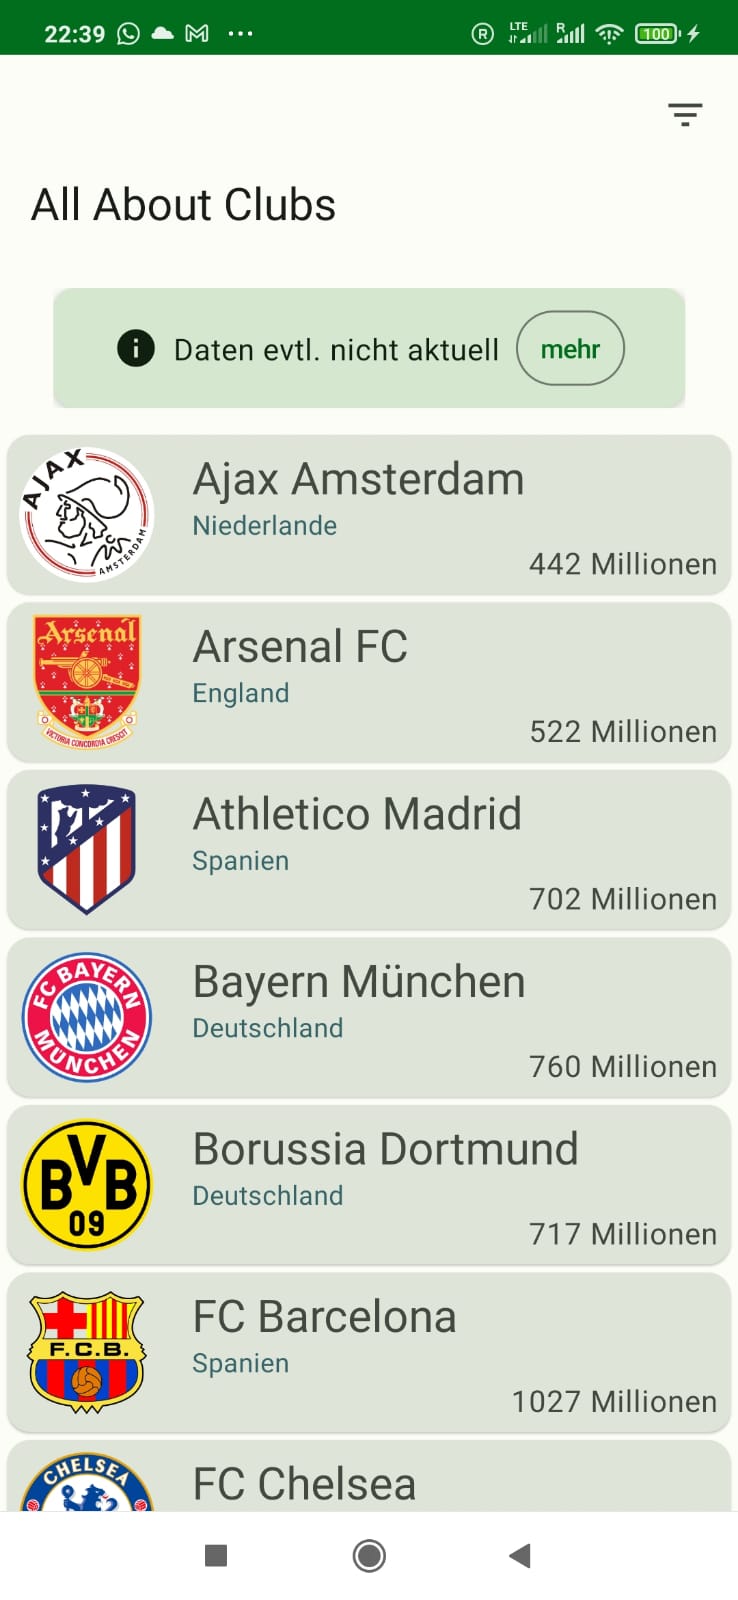 22:39
R
LTE
R
100
All About Clubs
Daten evtl. nicht aktuell
mehr
AJAX
AMSTERDAM
Ajax Amsterdam
Niederlande
442 Millionen
Arsenal
VICTORIA CONCORDIA CRESCIT
Arsenal FC
England
522 Millionen
Athletico Madrid
Spanien
702 Millionen
FC BAYERN
MÜNCHEN
Bayern München
Deutschland
760 Millionen
BVB
09
Borussia Dortmund
Deutschland
717 Millionen
F.C.B.
FC Barcelona
Spanien
1027 Millionen
CHELSEA
FC Chelsea